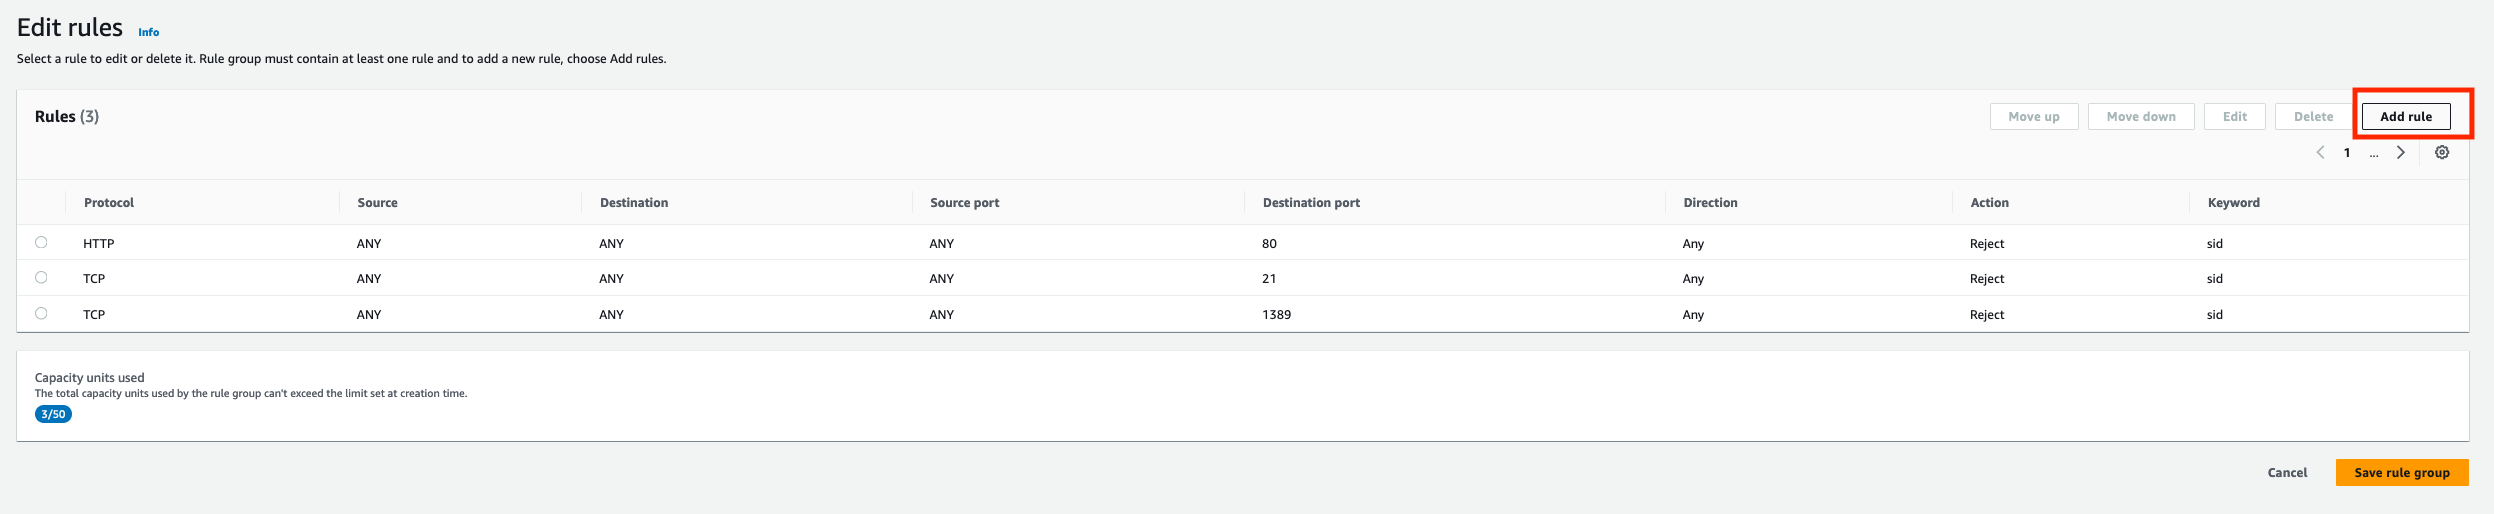 Edit rules Info
Select a rule to edit or delete it. Rule group must contain at least one rule and to add a new rule, choose Add rules.
Rules (3) Move up Move down Edit Delete Add rule
1 ...
Protocol Source Destination Source port Destination port Direction Action Keyword
HTTP ANY ANY ANY 80 Any Reject sid
TCP ANY ANY ANY 21 Any Reject sid
TCP ANY ANY ANY 1389 Any Reject sid
Capacity units used
The total capacity units used by the rule group can't exceed the limit set at creation time.
3/50
Cancel Save rule group